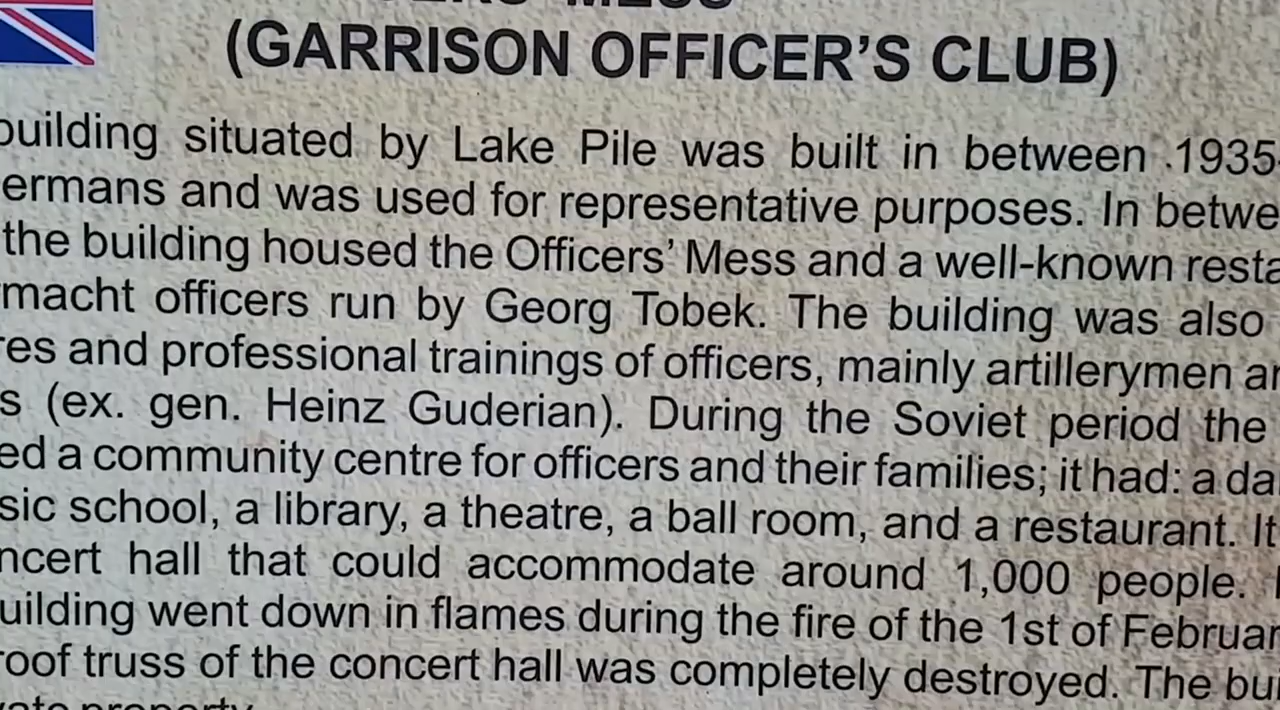 MESS
(GARRISON OFFICER'S CLUB)
building situated by Lake Pile was built in between 1935-
ermans and was used for representative purposes. In betwe
the building housed the Officers' Mess and a well-known resta
macht officers run by Georg Tobek. The building was also
res and professional trainings of officers, mainly artillerymen an
s (ex. gen. Heinz Guderian). During the Soviet period the
ed a community centre for officers and their families; it had: a da
sic school, a library, a theatre, a ball room, and a restaurant. It
ncert hall that could accommodate around 1,000 people.
uilding went down in flames during the fire of the 1st of Februar
roof truss of the concert hall was completely destroyed. The bui
property